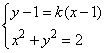 y-1=k(x-1)
x²+y²=2